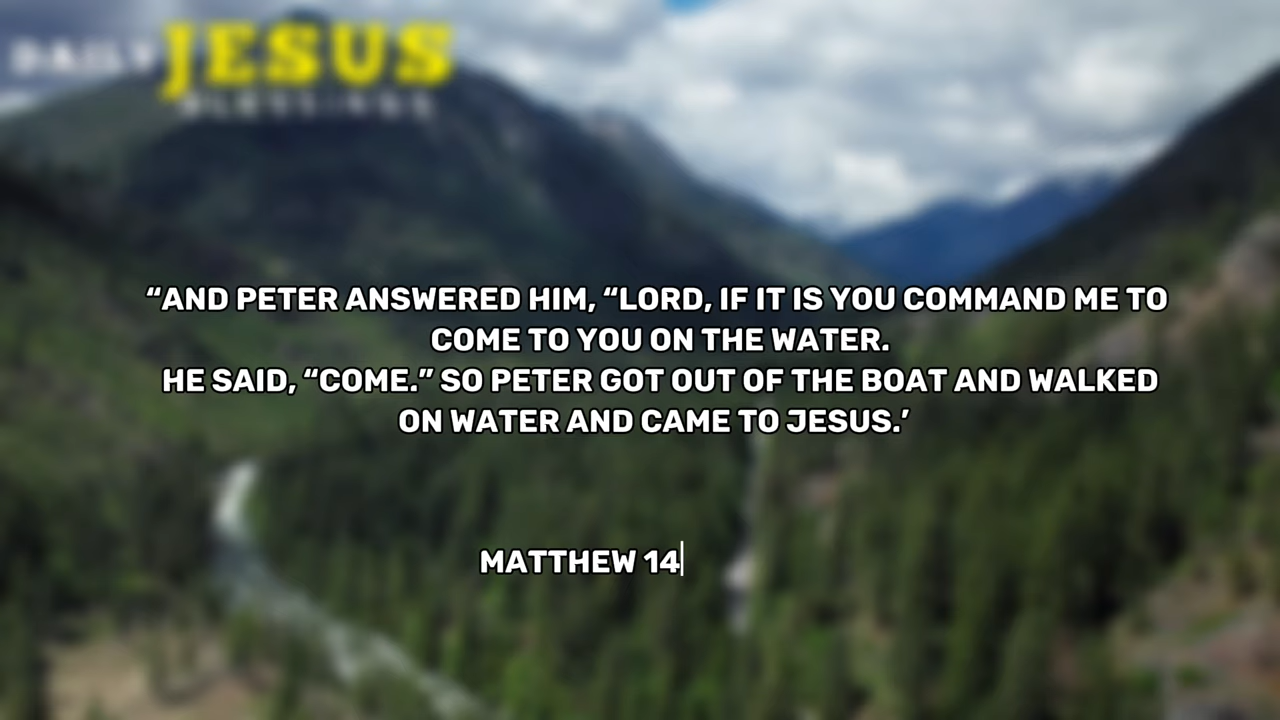 DAILY JESUS
BLESSINGS
“AND PETER ANSWERED HIM, “LORD, IF IT IS YOU COMMAND ME TO
COME TO YOU ON THE WATER.
HE SAID, “COME.” SO PETER GOT OUT OF THE BOAT AND WALKED
ON WATER AND CAME TO JESUS.’
MATTHEW 14